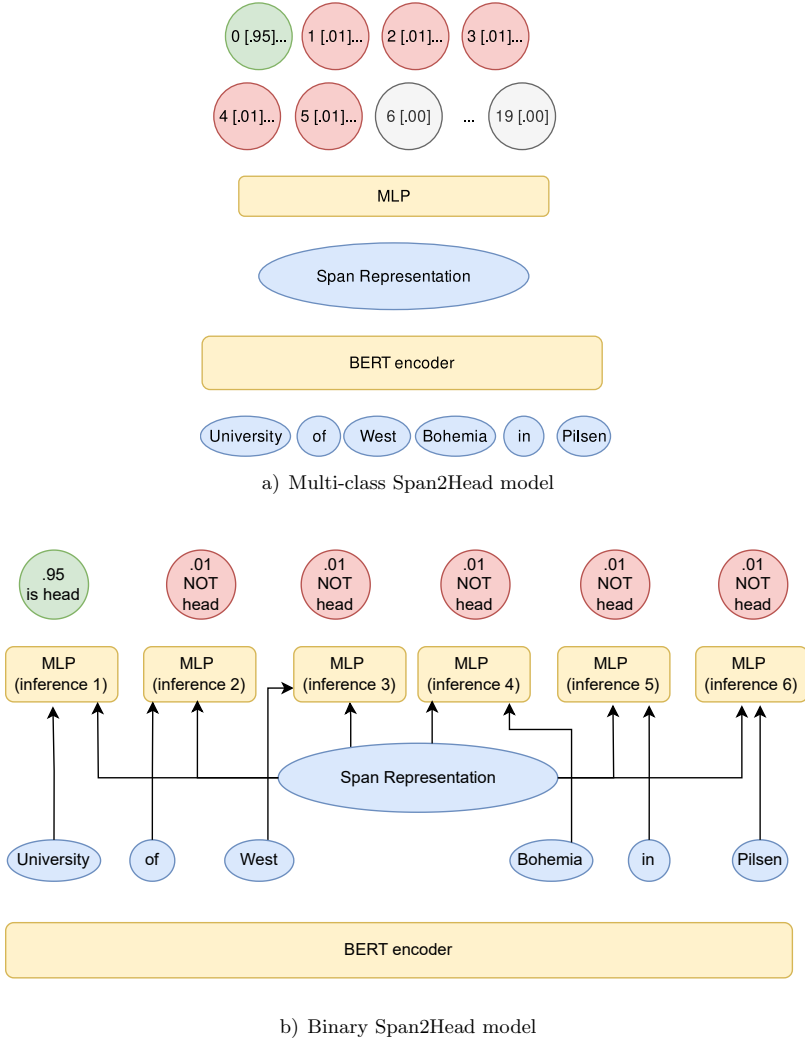 0 [.95]... 1 [.01]... 2 [.01]... 3 [.01]...
4 [.01]... 5 [.01]... 6 [.00] ... 19 [.00]
MLP
Span Representation
BERT encoder
University of West Bohemia in Pilsen
a) Multi-class Span2Head model
.95
is head
.01
NOT
head
.01
NOT
head
.01
NOT
head
.01
NOT
head
.01
NOT
head
MLP
(inference 1)
MLP
(inference 2)
MLP
(inference 3)
MLP
(inference 4)
MLP
(inference 5)
MLP
(inference 6)
Span Representation
University of West Bohemia in Pilsen
BERT encoder
b) Binary Span2Head model